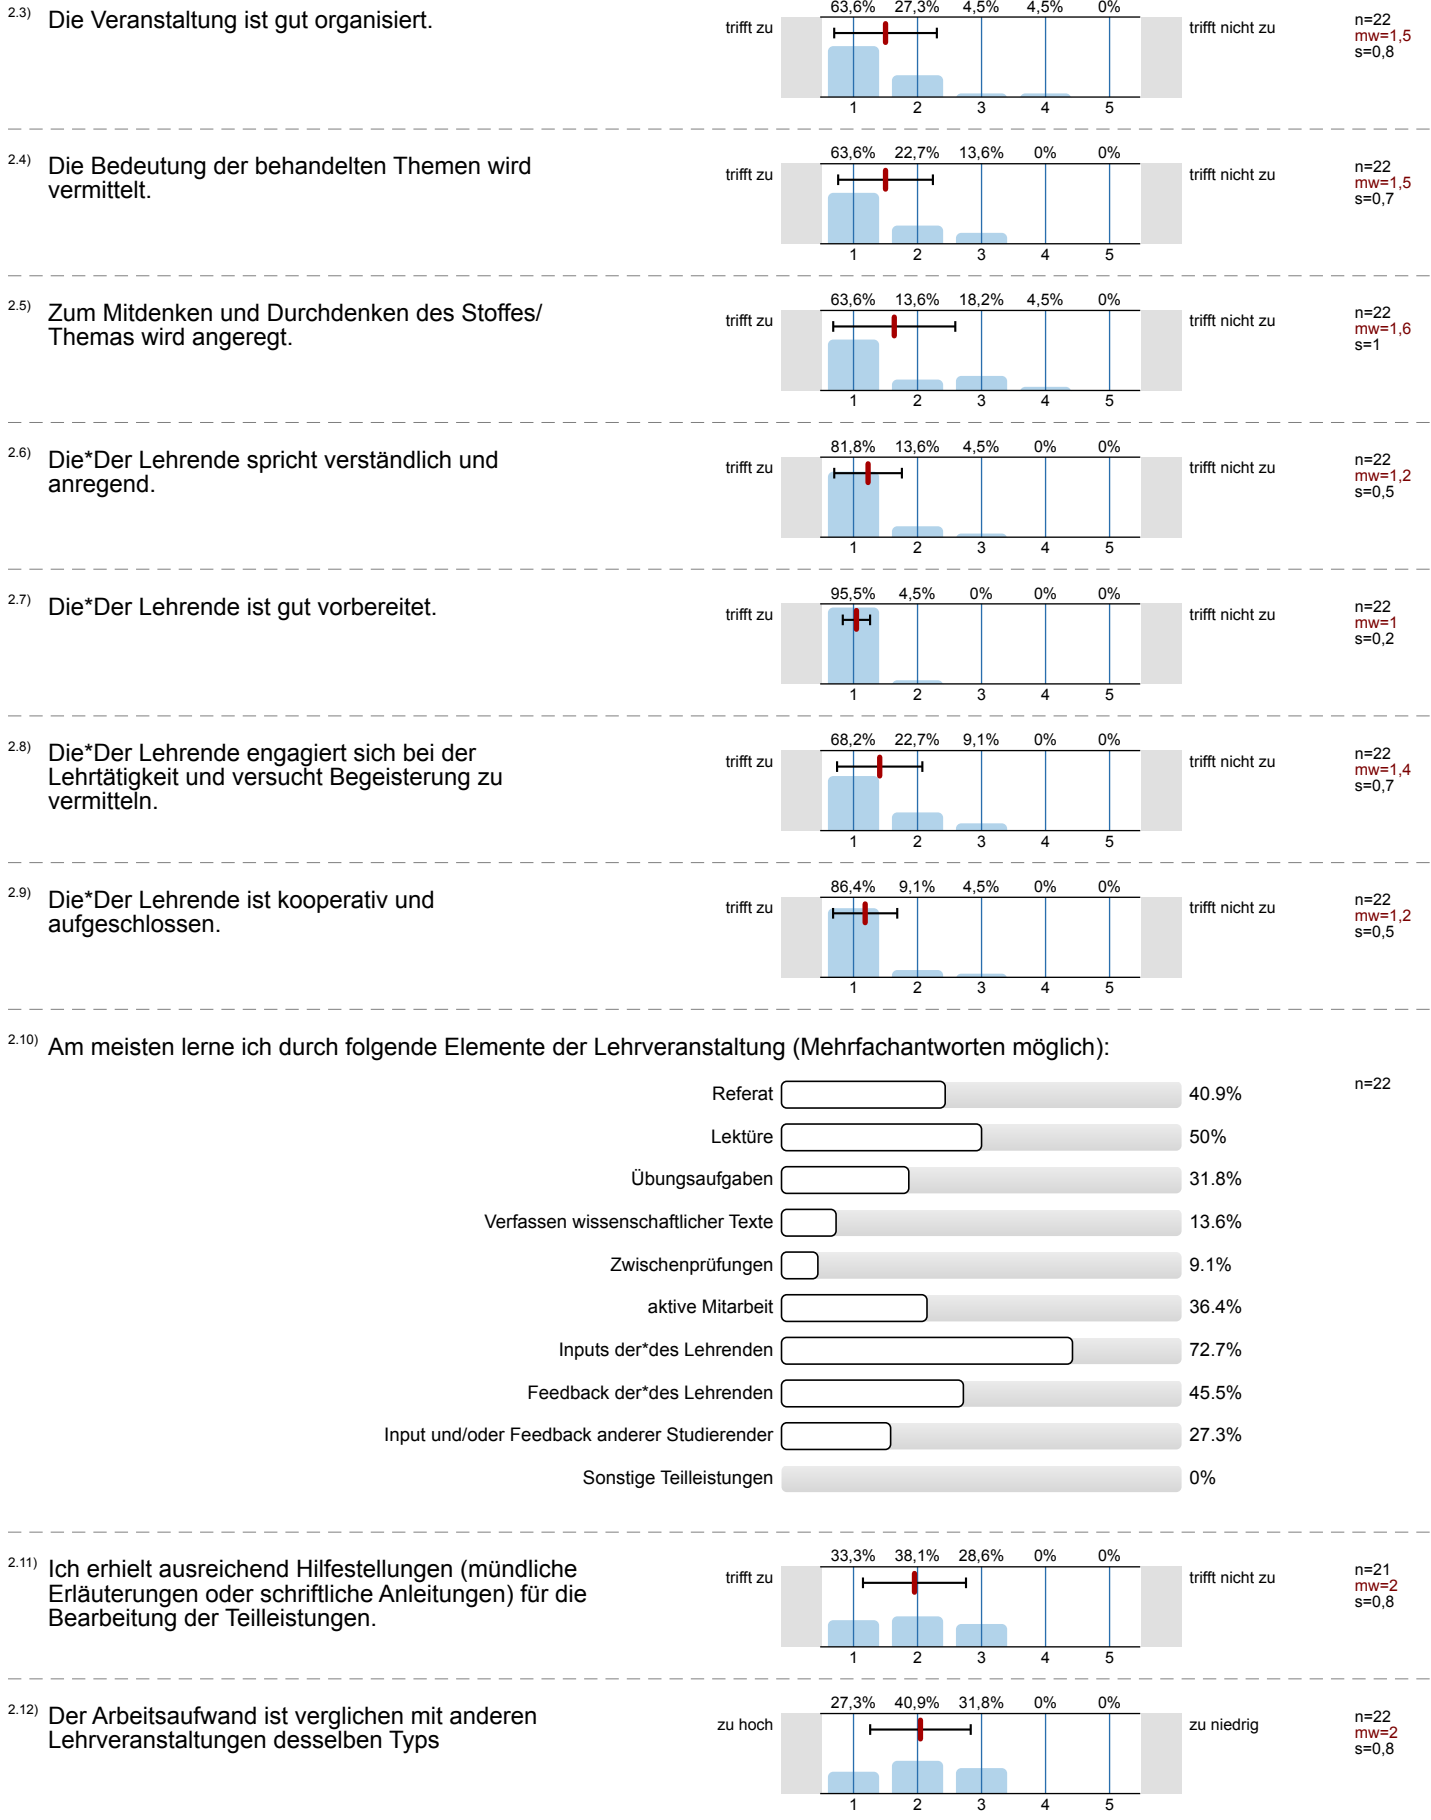 2.3) Die Veranstaltung ist gut organisiert.
trifft zu
63,6% 27,3% 4,5% 4,5% 0%
1 2 3 4 5
trifft nicht zu
n=22
mw=1,5
s=0,8
2.4) Die Bedeutung der behandelten Themen wird
vermittelt.
trifft zu
63,6% 22,7% 13,6% 0% 0%
1 2 3 4 5
trifft nicht zu
n=22
mw=1,5
s=0,7
2.5) Zum Mitdenken und Durchdenken des Stoffes/
Themas wird angeregt.
trifft zu
63,6% 13,6% 18,2% 4,5% 0%
1 2 3 4 5
trifft nicht zu
n=22
mw=1,6
s=1
2.6) Die*Der Lehrende spricht verständlich und
anregend.
trifft zu
81,8% 13,6% 4,5% 0% 0%
1 2 3 4 5
trifft nicht zu
n=22
mw=1,2
s=0,5
2.7) Die*Der Lehrende ist gut vorbereitet.
trifft zu
95,5% 4,5% 0% 0% 0%
1 2 3 4 5
trifft nicht zu
n=22
mw=1
s=0,2
2.8) Die*Der Lehrende engagiert sich bei der
Lehrtätigkeit und versucht Begeisterung zu
vermitteln.
trifft zu
68,2% 22,7% 9,1% 0% 0%
1 2 3 4 5
trifft nicht zu
n=22
mw=1,4
s=0,7
2.9) Die*Der Lehrende ist kooperativ und
aufgeschlossen.
trifft zu
86,4% 9,1% 4,5% 0% 0%
1 2 3 4 5
trifft nicht zu
n=22
mw=1,2
s=0,5
2.10) Am meisten lerne ich durch folgende Elemente der Lehrveranstaltung (Mehrfachantworten möglich):
n=22
Referat 40.9%
Lektüre 50%
Übungsaufgaben 31.8%
Verfassen wissenschaftlicher Texte 13.6%
Zwischenprüfungen 9.1%
aktive Mitarbeit 36.4%
Inputs der*des Lehrenden 72.7%
Feedback der*des Lehrenden 45.5%
Input und/oder Feedback anderer Studierender 27.3%
Sonstige Teilleistungen 0%
2.11) Ich erhielt ausreichend Hilfestellungen (mündliche
Erläuterungen oder schriftliche Anleitungen) für die
Bearbeitung der Teilleistungen.
trifft zu
33,3% 38,1% 28,6% 0% 0%
1 2 3 4 5
trifft nicht zu
n=21
mw=2
s=0,8
2.12) Der Arbeitsaufwand ist verglichen mit anderen
Lehrveranstaltungen desselben Typs
zu hoch
27,3% 40,9% 31,8% 0% 0%
1 2 3 4 5
zu niedrig
n=22
mw=2
s=0,8